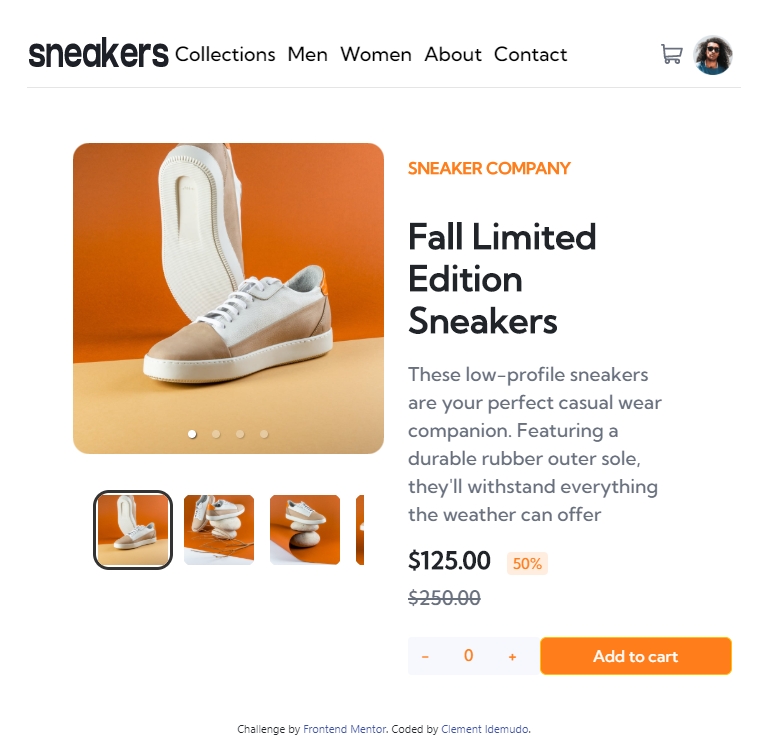 sneakers Collections Men Women About Contact
SNEAKER COMPANY
Fall Limited
Edition
Sneakers
These low-profile sneakers
are your perfect casual wear
companion. Featuring a
durable rubber outer sole,
they'll withstand everything
the weather can offer
$125.00 50%
$250.00
- 0 + Add to cart
Challenge by Frontend Mentor. Coded by Clement Idemudo.